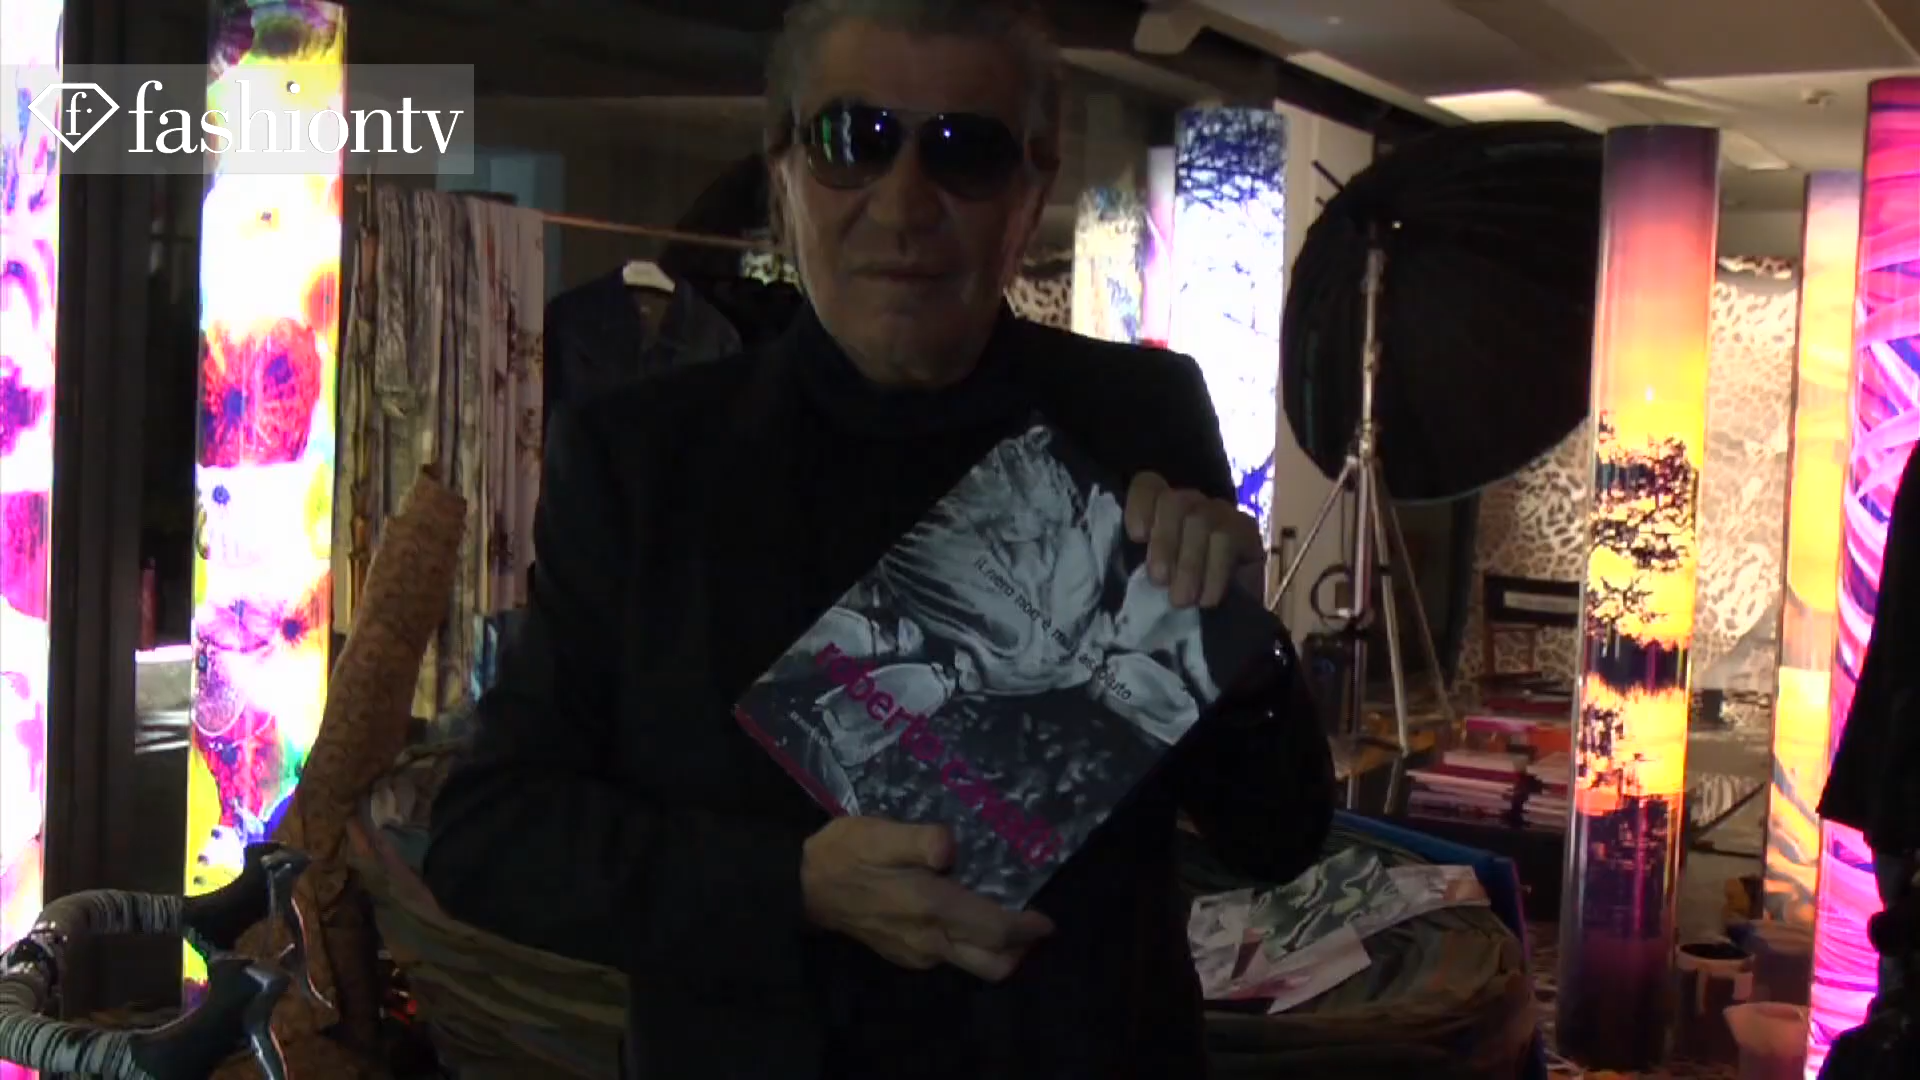 fashiontv
il nero non è mai assoluto
roberto cavalli